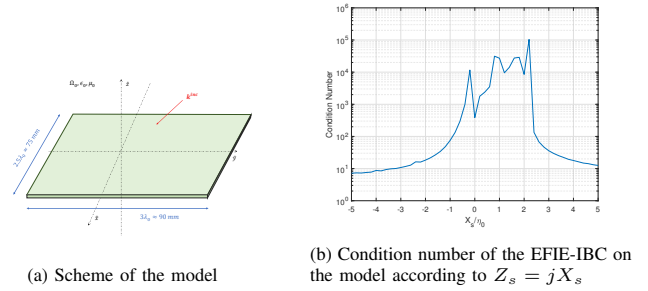 Ω₀, ϵ₀, μ₀
ẑ
k^inc
ŷ
x̂
2.5λ₀ = 75 mm
3λ₀ = 90 mm
(a) Scheme of the model
10^6
10^5
10^4
10^3
10^2
10^1
10^0
Condition Number
-5 -4 -3 -2 -1 0 1 2 3 4 5
X_s/η_0
(b) Condition number of the EFIE-IBC on
the model according to Z_s = jX_s